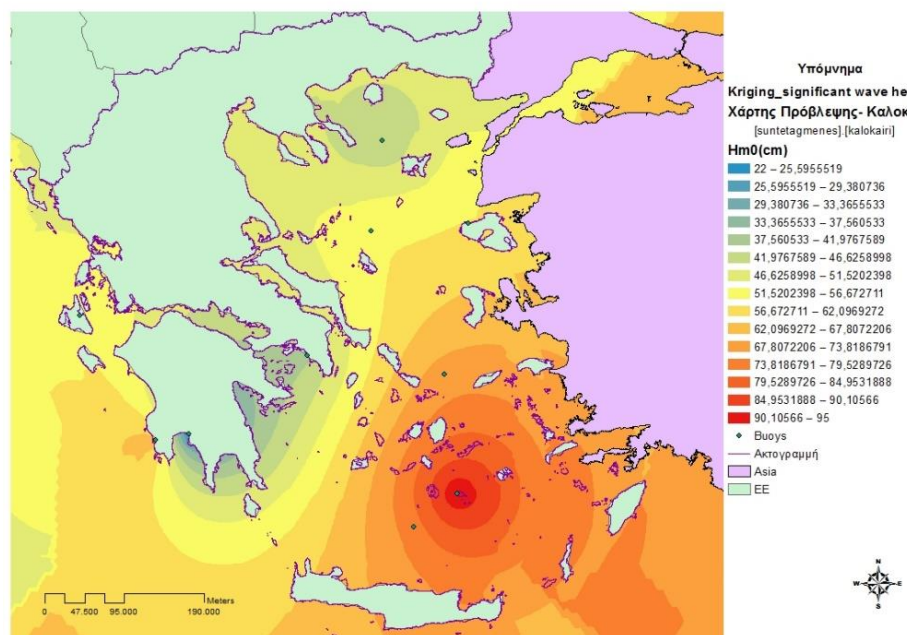 Υπόμνημα
Kriging_significant wave he
Χάρτης Πρόβλεψης- Καλοκ
[suntetagmenes].[kalokairi]
Hm0(cm)
22 – 25,5955519
25,5955519 – 29,380736
29,380736 – 33,3655533
33,3655533 – 37,560533
37,560533 – 41,9767589
41,9767589 – 46,6258998
46,6258998 – 51,5202398
51,5202398 – 56,672711
56,672711 – 62,0969272
62,0969272 – 67,8072206
67,8072206 – 73,8186791
73,8186791 – 79,5289726
79,5289726 – 84,9531888
84,9531888 – 90,10566
90,10566 – 95
Buoys
Ακτογραμμή
Asia
EE
Meters
0 47.500 95.000 190.000
N
W E
S